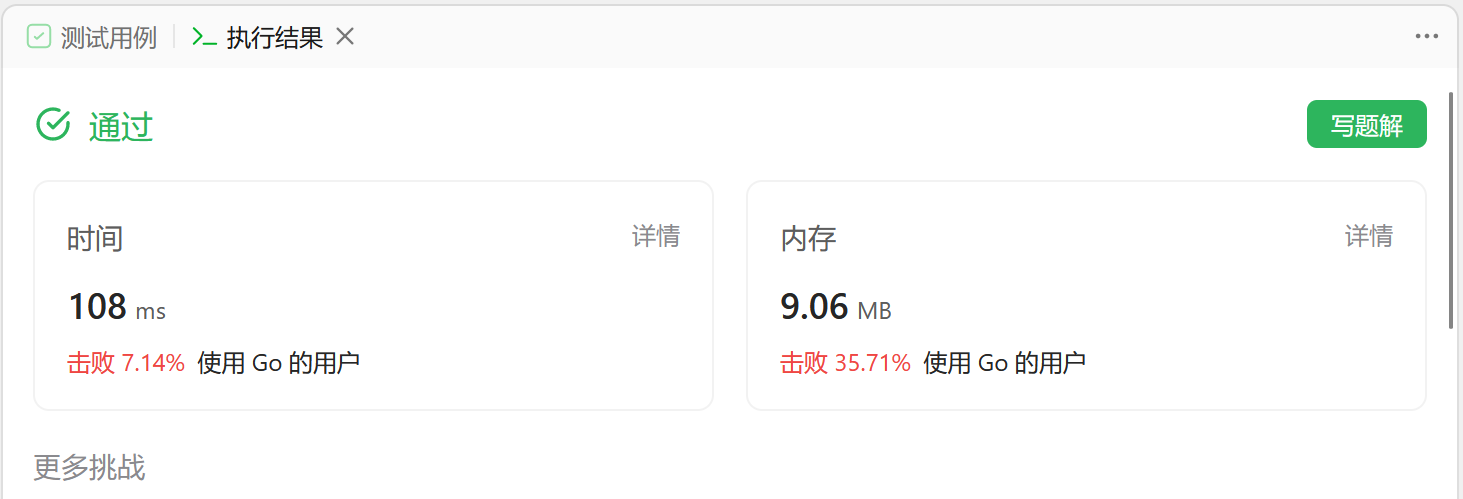 测试用例 执行结果
通过 写题解
时间 详情
108 ms
击败 7.14% 使用 Go 的用户
内存 详情
9.06 MB
击败 35.71% 使用 Go 的用户
更多挑战